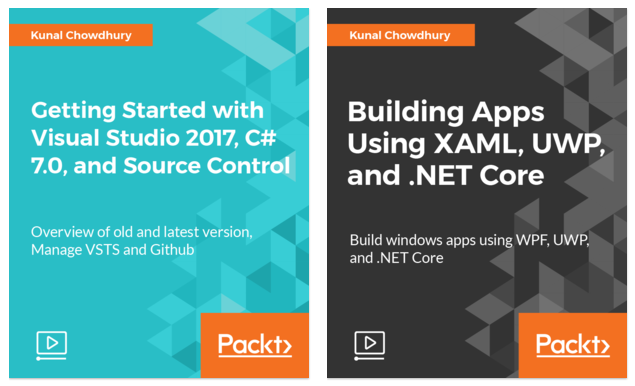 Kunal Chowdhury
Getting Started with
Visual Studio 2017, C#
7.0, and Source Control
Overview of old and latest version,
Manage VSTS and Github
Packt>
Kunal Chowdhury
Building Apps
Using XAML, UWP,
and .NET Core
Build windows apps using WPF, UWP,
and .NET Core
Packt>